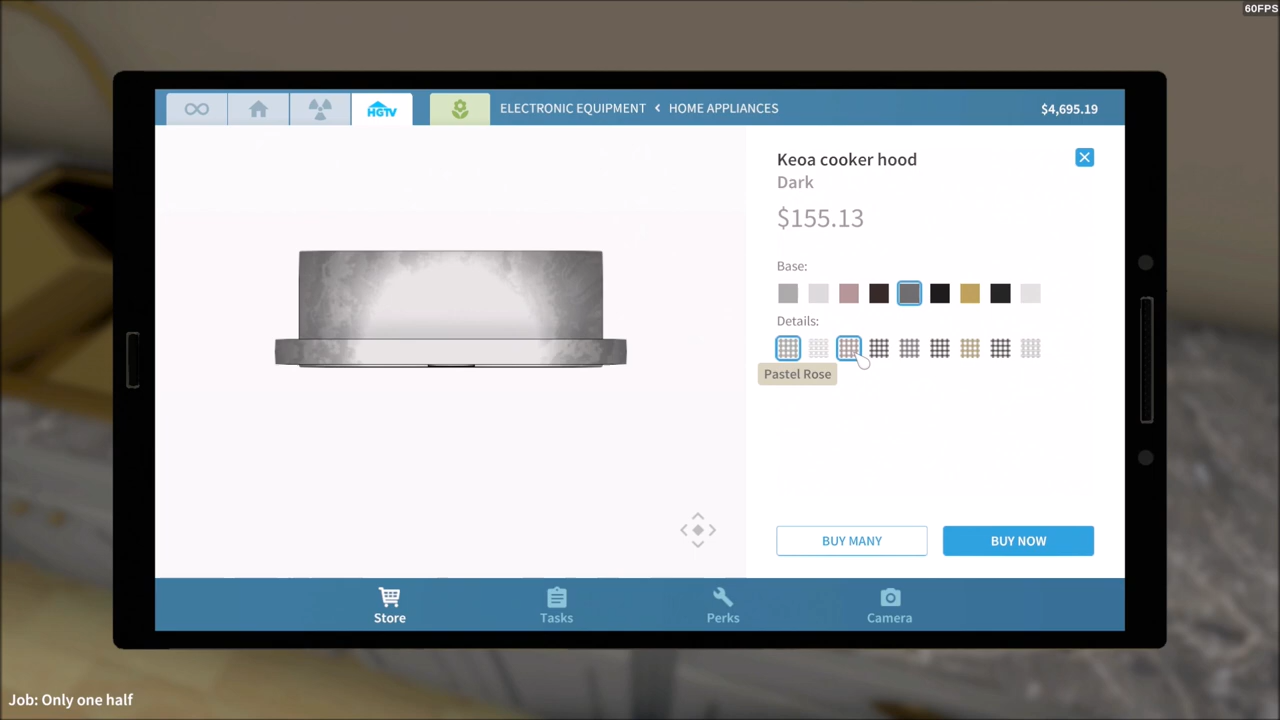 60FPS
HGTV
ELECTRONIC EQUIPMENT < HOME APPLIANCES
$4,695.19
Keoa cooker hood
Dark
$155.13
Base:
Details:
Pastel Rose
BUY MANY
BUY NOW
Store
Tasks
Perks
Camera
Job: Only one half